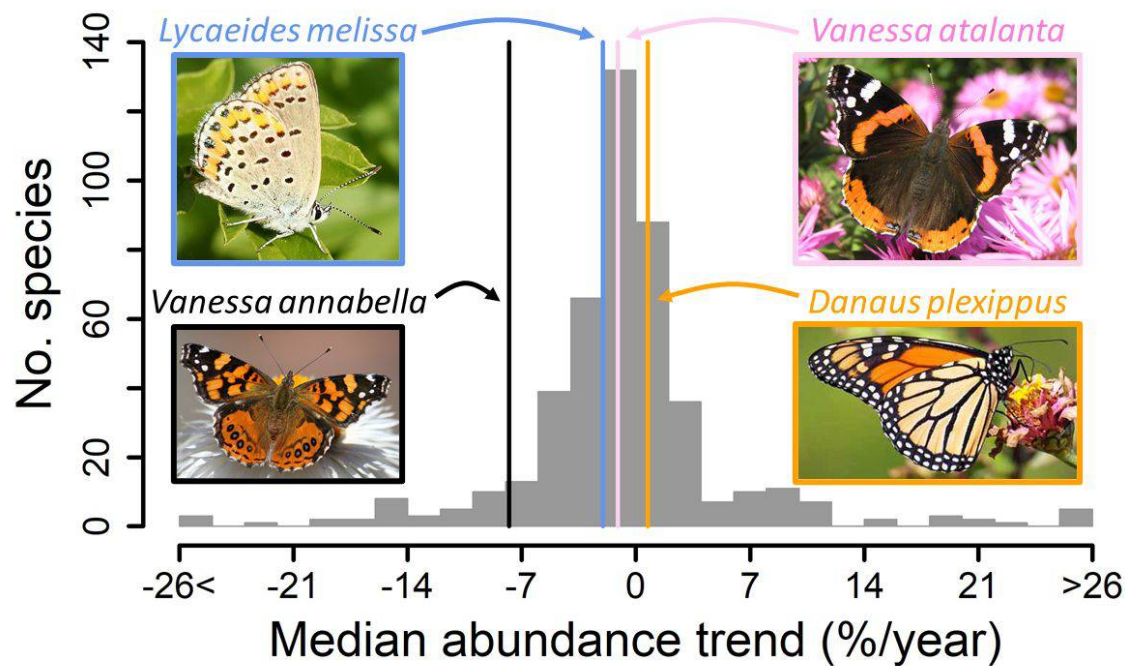 Lycaeides melissa
Vanessa atalanta
Vanessa annabella
Danaus plexippus
No. species
140
100
60
20
0
-26<
-21
-14
-7
0
7
14
21
>26
Median abundance trend (%/year)